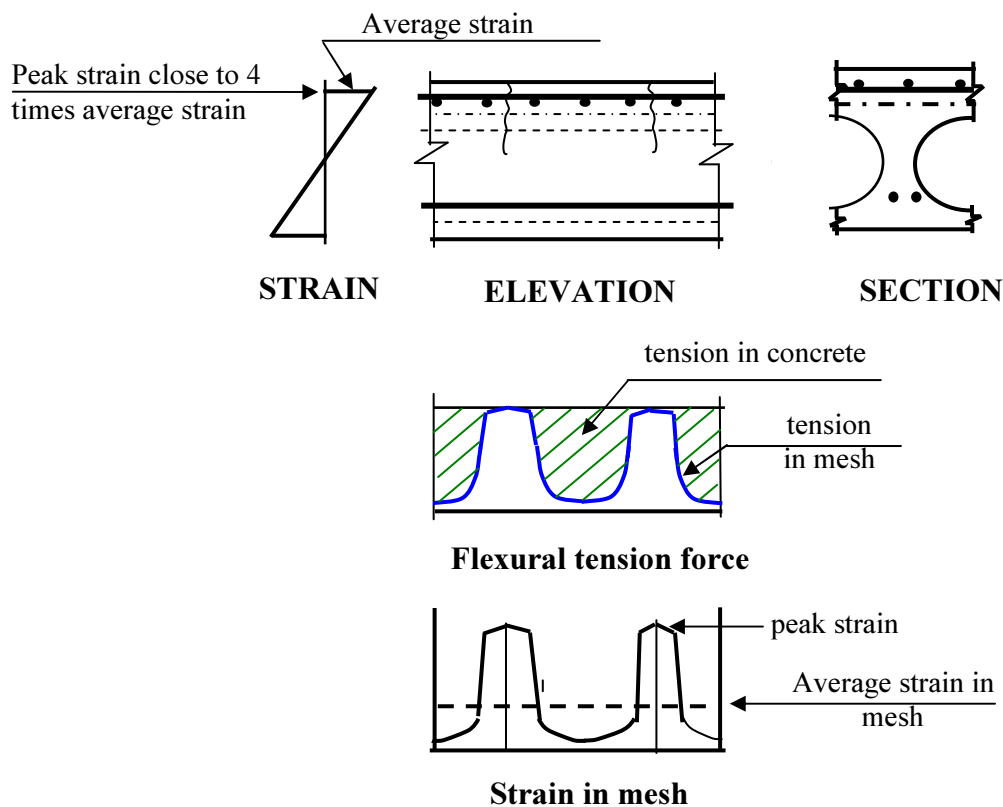 Average strain
Peak strain close to 4
times average strain
STRAIN
ELEVATION
SECTION
tension in concrete
tension
in mesh
Flexural tension force
peak strain
Average strain in
mesh
Strain in mesh